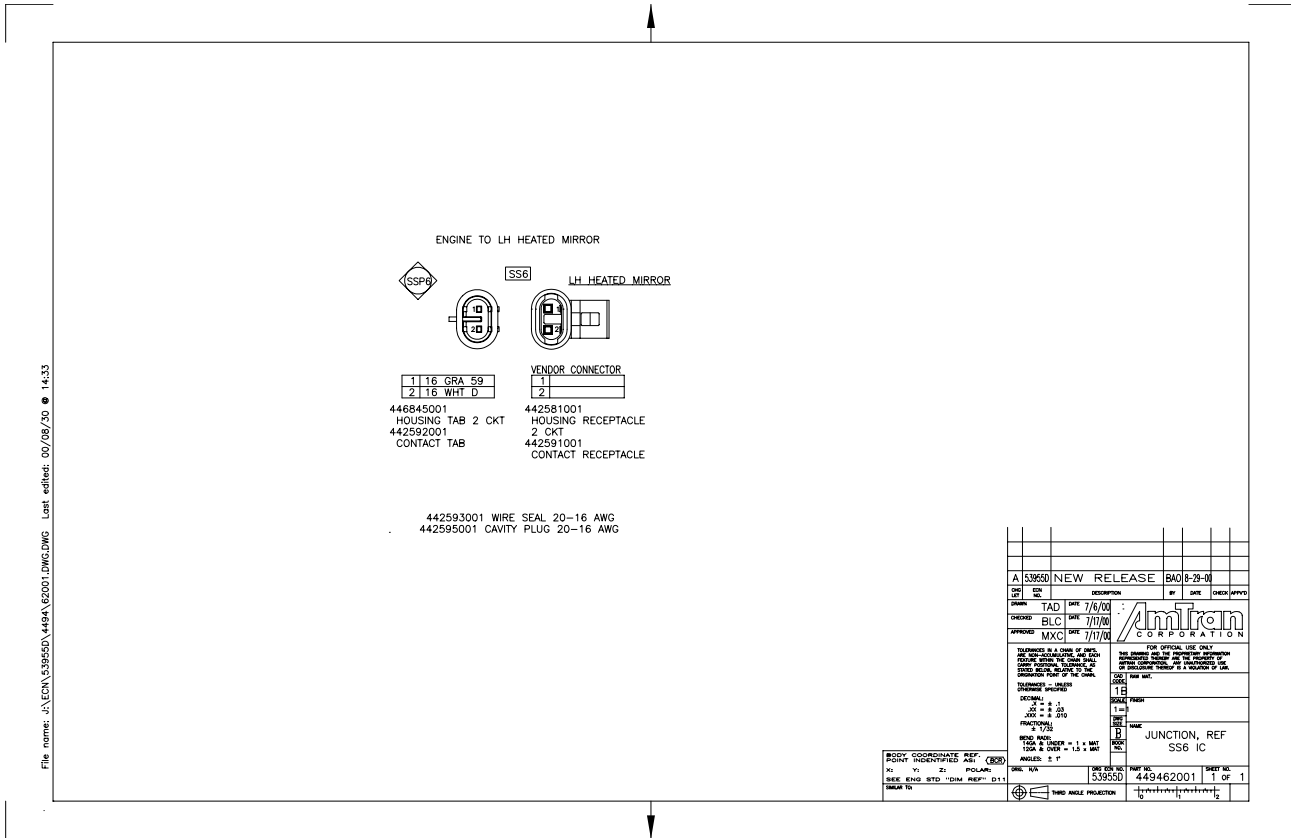 ENGINE TO LH HEATED MIRROR
SSP6
SS6
LH HEATED MIRROR
1
2
1
2
1 16 GRA 59
2 16 WHT D
446845001
HOUSING TAB 2 CKT
442592001
CONTACT TAB
VENDOR CONNECTOR
1
2
442581001
HOUSING RECEPTACLE
2 CKT
442591001
CONTACT RECEPTACLE
442593001 WIRE SEAL 20-16 AWG
442595001 CAVITY PLUG 20-16 AWG
File name: J:\ECN\53955D\4494\62001.DWG.DWG Last edited: 00/08/30 @ 14:33
A 53955D NEW RELEASE BAO 8-29-00
CHG LET ECN NO. DESCRIPTION BY DATE CHECK APPV'D
DRAWN TAD DATE 7/6/00
CHECKED BLC DATE 7/17/00
APPROVED MXC DATE 7/17/00
AmTran
CORPORATION
TOLERANCES IN A CHAIN OF DIM'S.
ARE NON-ACCUMULATIVE, AND EACH
FEATURE WITHIN THE CHAIN SHALL
CARRY POSITIONAL TOLERANCE, AS
STATED BELOW, RELATIVE TO THE
ORIGINATION POINT OF THE CHAIN.
TOLERANCES - UNLESS
OTHERWISE SPECIFIED
DECIMAL:
.X = ± .1
.XX = ± .03
.XXX = ± .010
FRACTIONAL:
± 1/32
BEND RADII:
14GA & UNDER = 1 x MAT
12GA & OVER = 1.5 x MAT
ANGLES: ± 1°
FOR OFFICIAL USE ONLY
THIS DRAWING AND THE PROPRIETARY INFORMATION
REPRESENTED THEREBY ARE THE PROPERTY OF
AMTRAN CORPORATION. ANY UNAUTHORIZED USE
OR DISCLOSURE THEREOF IS A VIOLATION OF LAW.
CAD CODE
1B
RAW MAT.
SCALE
1=1
FINISH
DWG SIZE
B
BOOK NO.
NAME
JUNCTION, REF
SS6 IC
BODY COORDINATE REF.
POINT INDENTIFIED AS: BCR
X: Y: Z: POLAR:
SEE ENG STD "DIM REF" D11
SIMILAR TO:
ORIG. N/A
ORG ECN NO.
53955D
PART NO.
449462001
SHEET NO.
1 OF 1
THIRD ANGLE PROJECTION
0 1 2